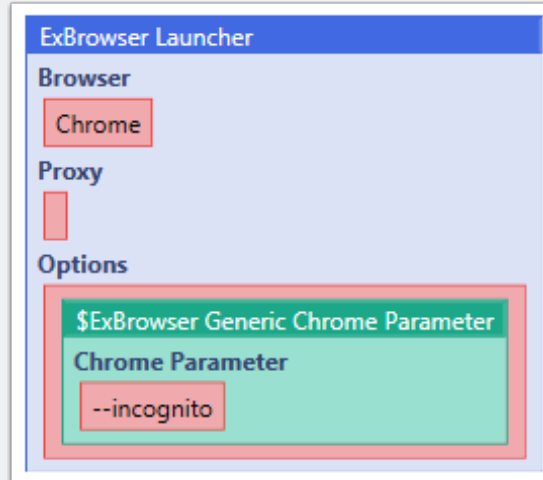 ExBrowser Launcher
Browser
Chrome
Proxy
Options
$ExBrowser Generic Chrome Parameter
Chrome Parameter
--incognito